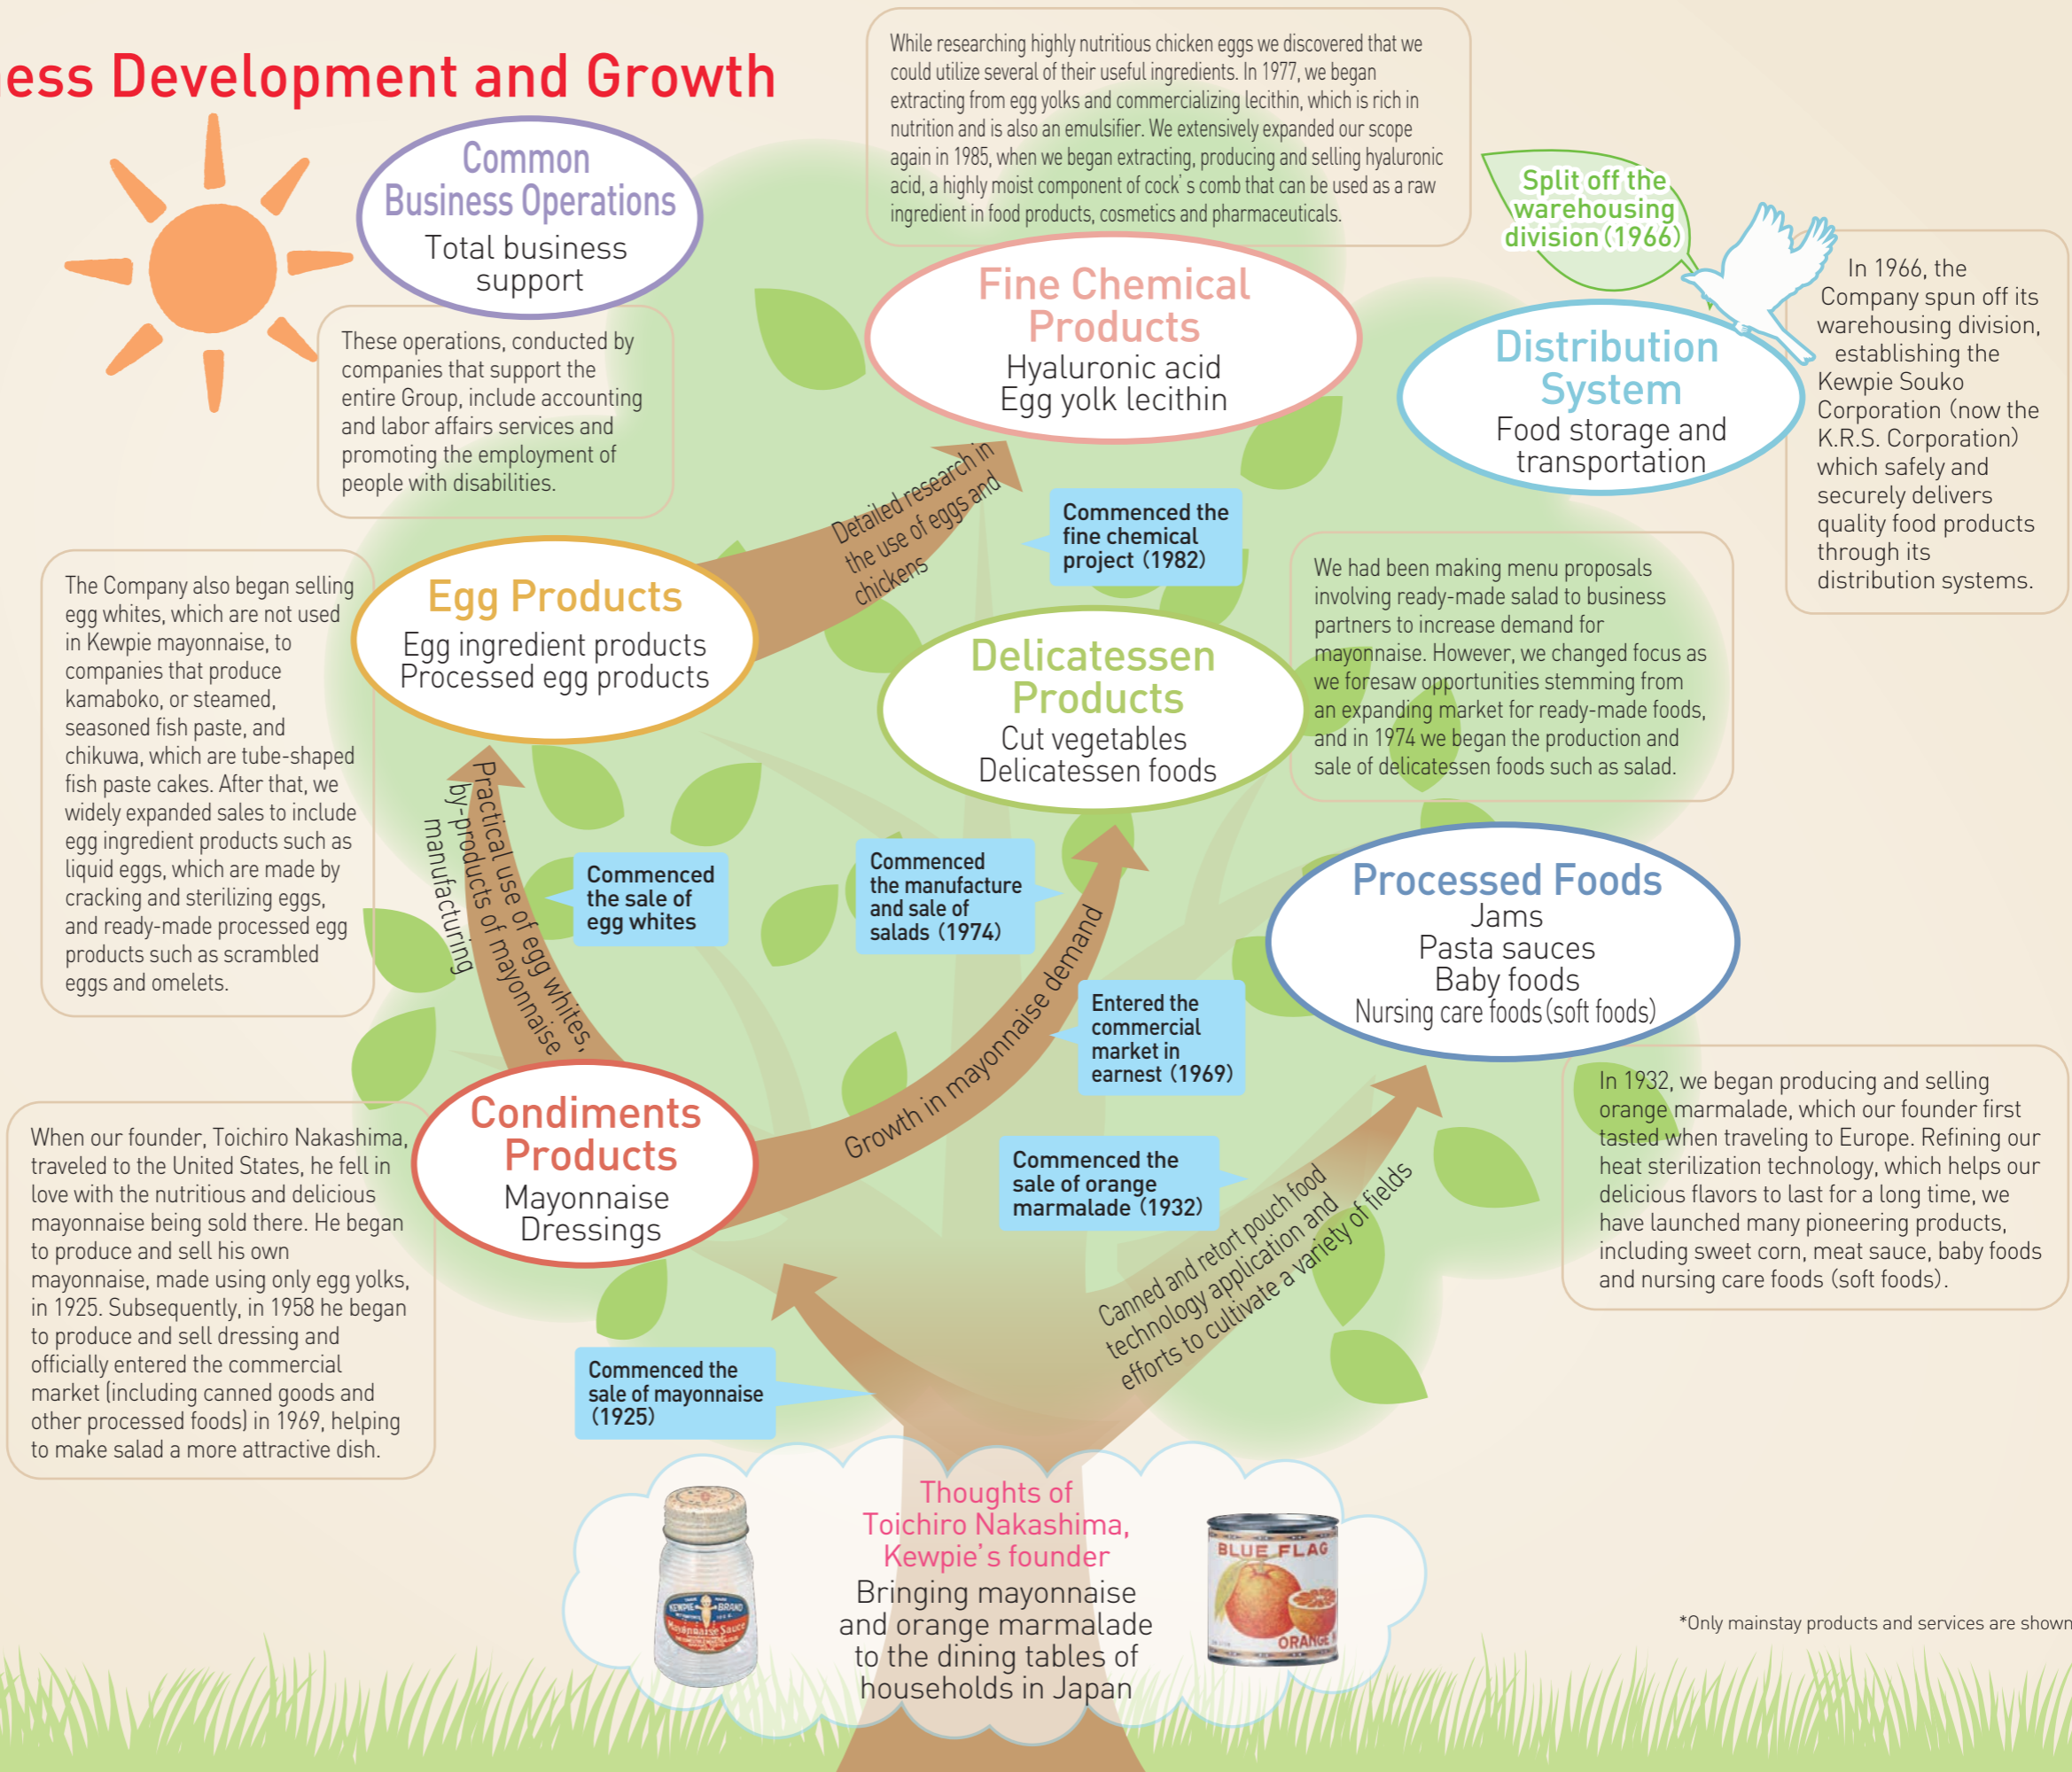 ess Development and Growth
Common
Business Operations
Total business
support
These operations, conducted by
companies that support the
entire Group, include accounting
and labor affairs services and
promoting the employment of
people with disabilities.
While researching highly nutritious chicken eggs we discovered that we
could utilize several of their useful ingredients. In 1977, we began
extracting from egg yolks and commercializing lecithin, which is rich in
nutrition and is also an emulsifier. We extensively expanded our scope
again in 1985, when we began extracting, producing and selling hyaluronic
acid, a highly moist component of cock's comb that can be used as a raw
ingredient in food products, cosmetics and pharmaceuticals.
Fine Chemical
Products
Hyaluronic acid
Egg yolk lecithin
Split off the
warehousing
division (1966)
Distribution
System
Food storage and
transportation
In 1966, the
Company spun off its
warehousing division,
establishing the
Kewpie Souko
Corporation (now the
K.R.S. Corporation)
which safely and
securely delivers
quality food products
through its
distribution systems.
Detailed research in
the use of eggs and
chickens
Commenced the
fine chemical
project (1982)
The Company also began selling
egg whites, which are not used
in Kewpie mayonnaise, to
companies that produce
kamaboko, or steamed,
seasoned fish paste, and
chikuwa, which are tube-shaped
fish paste cakes. After that, we
widely expanded sales to include
egg ingredient products such as
liquid eggs, which are made by
cracking and sterilizing eggs,
and ready-made processed egg
products such as scrambled
eggs and omelets.
Egg Products
Egg ingredient products
Processed egg products
Delicatessen
Products
Cut vegetables
Delicatessen foods
We had been making menu proposals
involving ready-made salad to business
partners to increase demand for
mayonnaise. However, we changed focus as
we foresaw opportunities stemming from
an expanding market for ready-made foods,
and in 1974 we began the production and
sale of delicatessen foods such as salad.
Practical use of egg whites,
by-products of mayonnaise
manufacturing
Commenced
the sale of
egg whites
Commenced
the manufacture
and sale of
salads (1974)
Growth in mayonnaise demand
Entered the
commercial
market in
earnest (1969)
Processed Foods
Jams
Pasta sauces
Baby foods
Nursing care foods (soft foods)
In 1932, we began producing and selling
orange marmalade, which our founder first
tasted when traveling to Europe. Refining our
heat sterilization technology, which helps our
delicious flavors to last for a long time, we
have launched many pioneering products,
including sweet corn, meat sauce, baby foods
and nursing care foods (soft foods).
When our founder, Toichiro Nakashima,
traveled to the United States, he fell in
love with the nutritious and delicious
mayonnaise being sold there. He began
to produce and sell his own
mayonnaise, made using only egg yolks,
in 1925. Subsequently, in 1958 he began
to produce and sell dressing and
officially entered the commercial
market (including canned goods and
other processed foods) in 1969, helping
to make salad a more attractive dish.
Condiments
Products
Mayonnaise
Dressings
Commenced the
sale of orange
marmalade (1932)
Canned and retort pouch food
technology application and
efforts to cultivate a variety of fields
Commenced the
sale of mayonnaise
(1925)
Thoughts of
Toichiro Nakashima,
Kewpie's founder
Bringing mayonnaise
and orange marmalade
to the dining tables of
households in Japan
KEWPIE BRAND
Mayonnaise Sauce
BLUE FLAG
ORANGE
*Only mainstay products and services are shown